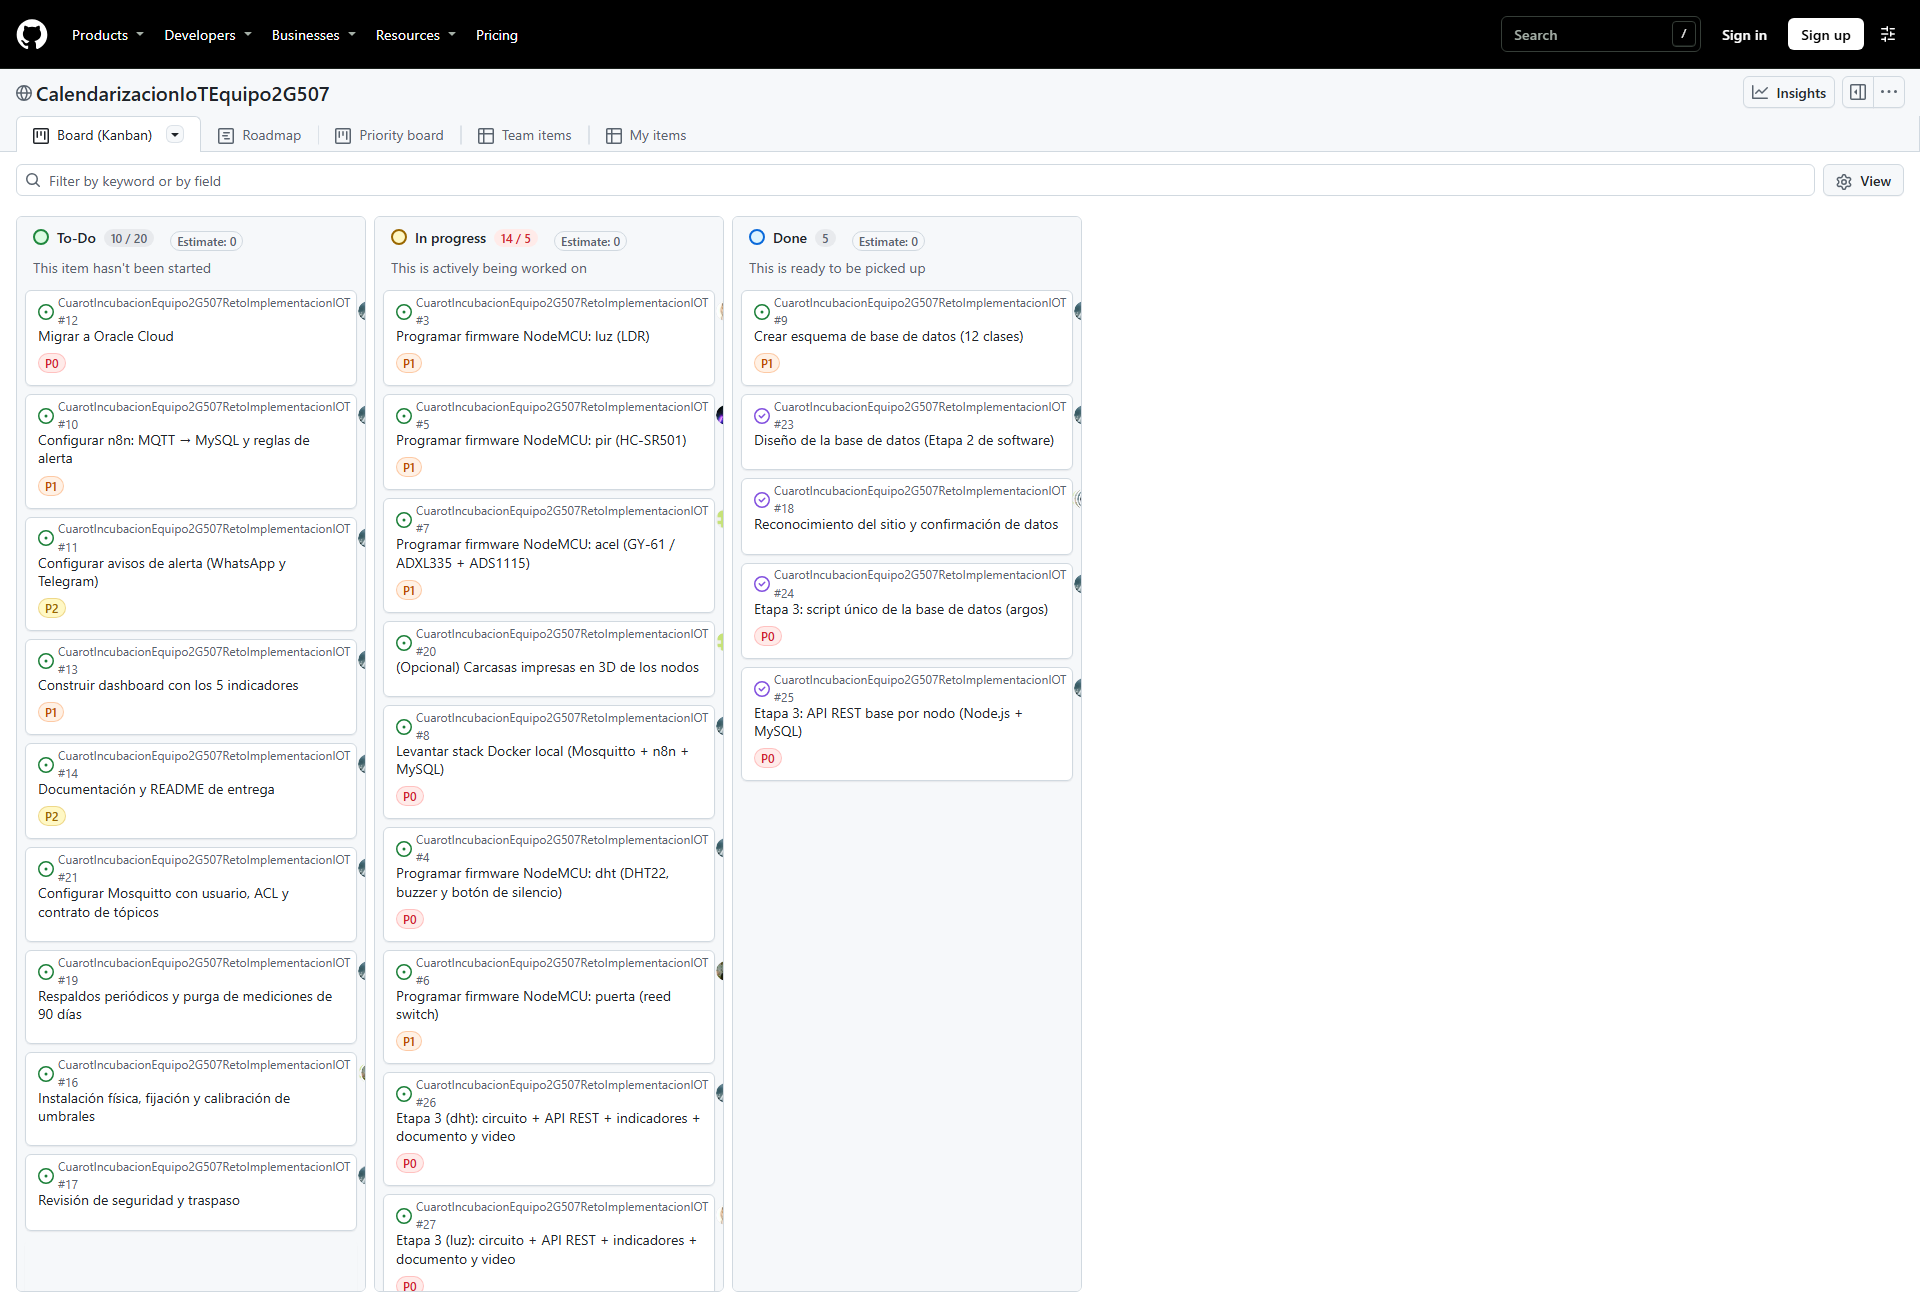 Products
Developers
Businesses
Resources
Pricing
Search
/
Sign in
Sign up
CalendarizacionIoTEquipo2G507
Insights
Board (Kanban)
Roadmap
Priority board
Team items
My items
Filter by keyword or by field
View
To-Do
10 / 20
Estimate: 0
This item hasn't been started
CuarotIncubacionEquipo2G507RetoImplementacionIOT
#12
Migrar a Oracle Cloud
P0
CuarotIncubacionEquipo2G507RetoImplementacionIOT
#10
Configurar n8n: MQTT → MySQL y reglas de
alerta
P1
CuarotIncubacionEquipo2G507RetoImplementacionIOT
#11
Configurar avisos de alerta (WhatsApp y
Telegram)
P2
CuarotIncubacionEquipo2G507RetoImplementacionIOT
#13
Construir dashboard con los 5 indicadores
P1
CuarotIncubacionEquipo2G507RetoImplementacionIOT
#14
Documentación y README de entrega
P2
CuarotIncubacionEquipo2G507RetoImplementacionIOT
#21
Configurar Mosquitto con usuario, ACL y
contrato de tópicos
CuarotIncubacionEquipo2G507RetoImplementacionIOT
#19
Respaldos periódicos y purga de mediciones de
90 días
CuarotIncubacionEquipo2G507RetoImplementacionIOT
#16
Instalación física, fijación y calibración de
umbrales
CuarotIncubacionEquipo2G507RetoImplementacionIOT
#17
Revisión de seguridad y traspaso
In progress
14 / 5
Estimate: 0
This is actively being worked on
CuarotIncubacionEquipo2G507RetoImplementacionIOT
#3
Programar firmware NodeMCU: luz (LDR)
P1
CuarotIncubacionEquipo2G507RetoImplementacionIOT
#5
Programar firmware NodeMCU: pir (HC-SR501)
P1
CuarotIncubacionEquipo2G507RetoImplementacionIOT
#7
Programar firmware NodeMCU: acel (GY-61 /
ADXL335 + ADS1115)
P1
CuarotIncubacionEquipo2G507RetoImplementacionIOT
#20
(Opcional) Carcasas impresas en 3D de los nodos
CuarotIncubacionEquipo2G507RetoImplementacionIOT
#8
Levantar stack Docker local (Mosquitto + n8n +
MySQL)
P0
CuarotIncubacionEquipo2G507RetoImplementacionIOT
#4
Programar firmware NodeMCU: dht (DHT22,
buzzer y botón de silencio)
P0
CuarotIncubacionEquipo2G507RetoImplementacionIOT
#6
Programar firmware NodeMCU: puerta (reed
switch)
P1
CuarotIncubacionEquipo2G507RetoImplementacionIOT
#26
Etapa 3 (dht): circuito + API REST + indicadores +
documento y video
P0
CuarotIncubacionEquipo2G507RetoImplementacionIOT
#27
Etapa 3 (luz): circuito + API REST + indicadores +
documento y video
P0
Done
5
Estimate: 0
This is ready to be picked up
CuarotIncubacionEquipo2G507RetoImplementacionIOT
#9
Crear esquema de base de datos (12 clases)
P1
CuarotIncubacionEquipo2G507RetoImplementacionIOT
#23
Diseño de la base de datos (Etapa 2 de software)
CuarotIncubacionEquipo2G507RetoImplementacionIOT
#18
Reconocimiento del sitio y confirmación de datos
CuarotIncubacionEquipo2G507RetoImplementacionIOT
#24
Etapa 3: script único de la base de datos (argos)
P0
CuarotIncubacionEquipo2G507RetoImplementacionIOT
#25
Etapa 3: API REST base por nodo (Node.js +
MySQL)
P0